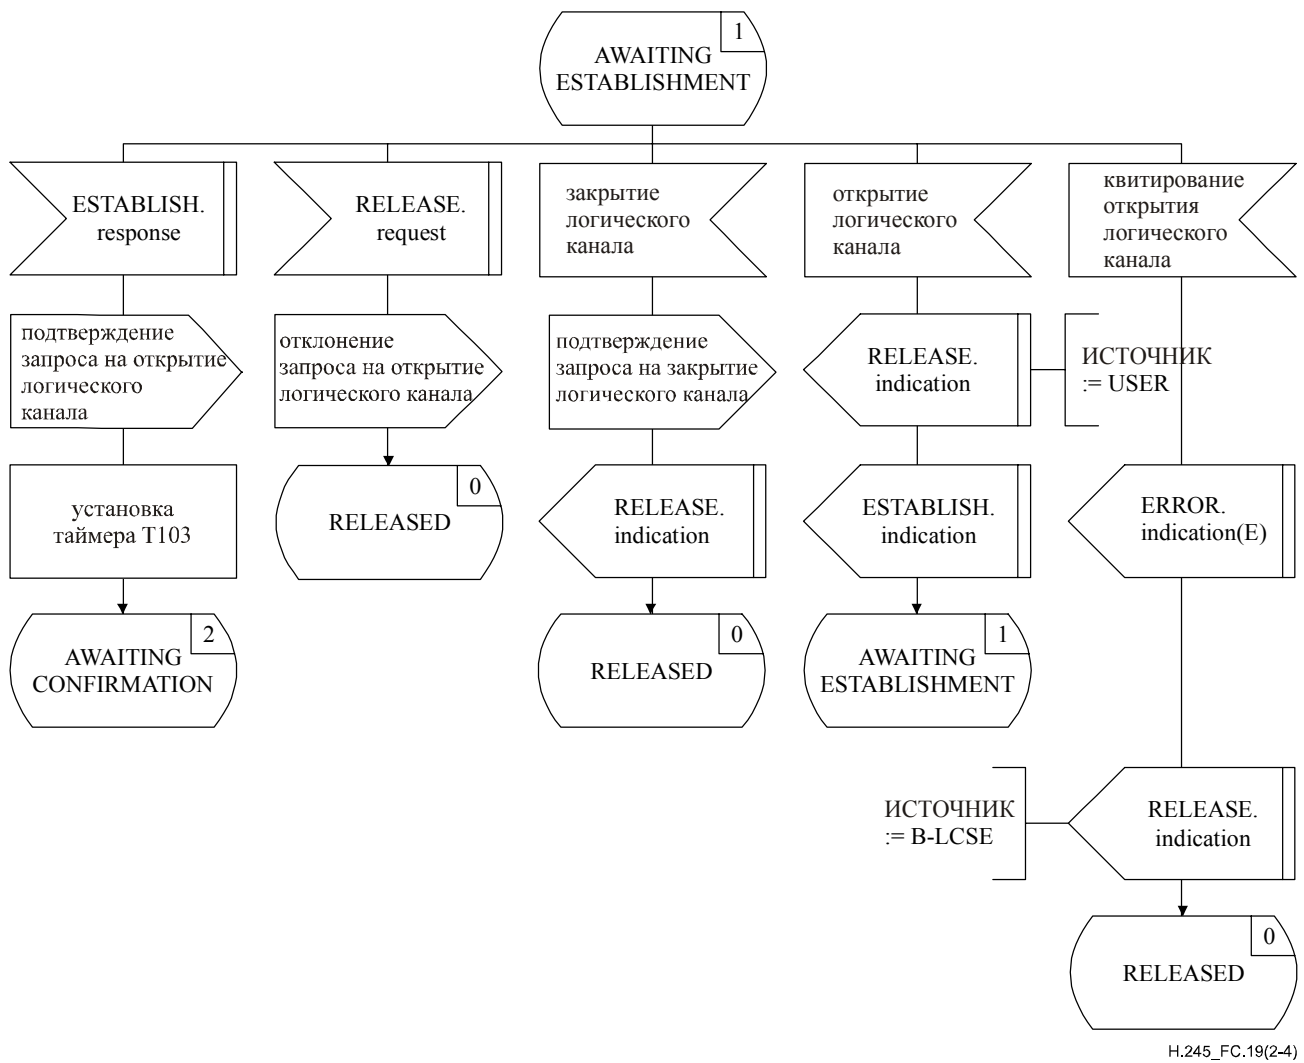 1
AWAITING
ESTABLISHMENT
ESTABLISH.
response
RELEASE.
request
закрытие
логического
канала
открытие
логического
канала
квитирование
открытия
логического
канала
подтверждение
запроса на открытие
логического
канала
отклонение
запроса на открытие
логического канала
подтверждение
запроса на закрытие
логического канала
RELEASE.
indication
ИСТОЧНИК
:= USER
установка
таймера T103
0
RELEASED
RELEASE.
indication
ESTABLISH.
indication
ERROR.
indication(E)
2
AWAITING
CONFIRMATION
0
RELEASED
1
AWAITING
ESTABLISHMENT
ИСТОЧНИК
:= B-LCSE
RELEASE.
indication
0
RELEASED
H.245_FC.19(2-4)